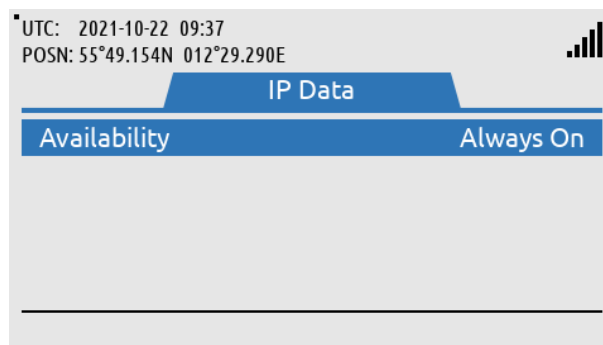 UTC: 2021-10-22 09:37
POSN: 55°49.154N 012°29.290E
IP Data
Availability Always On